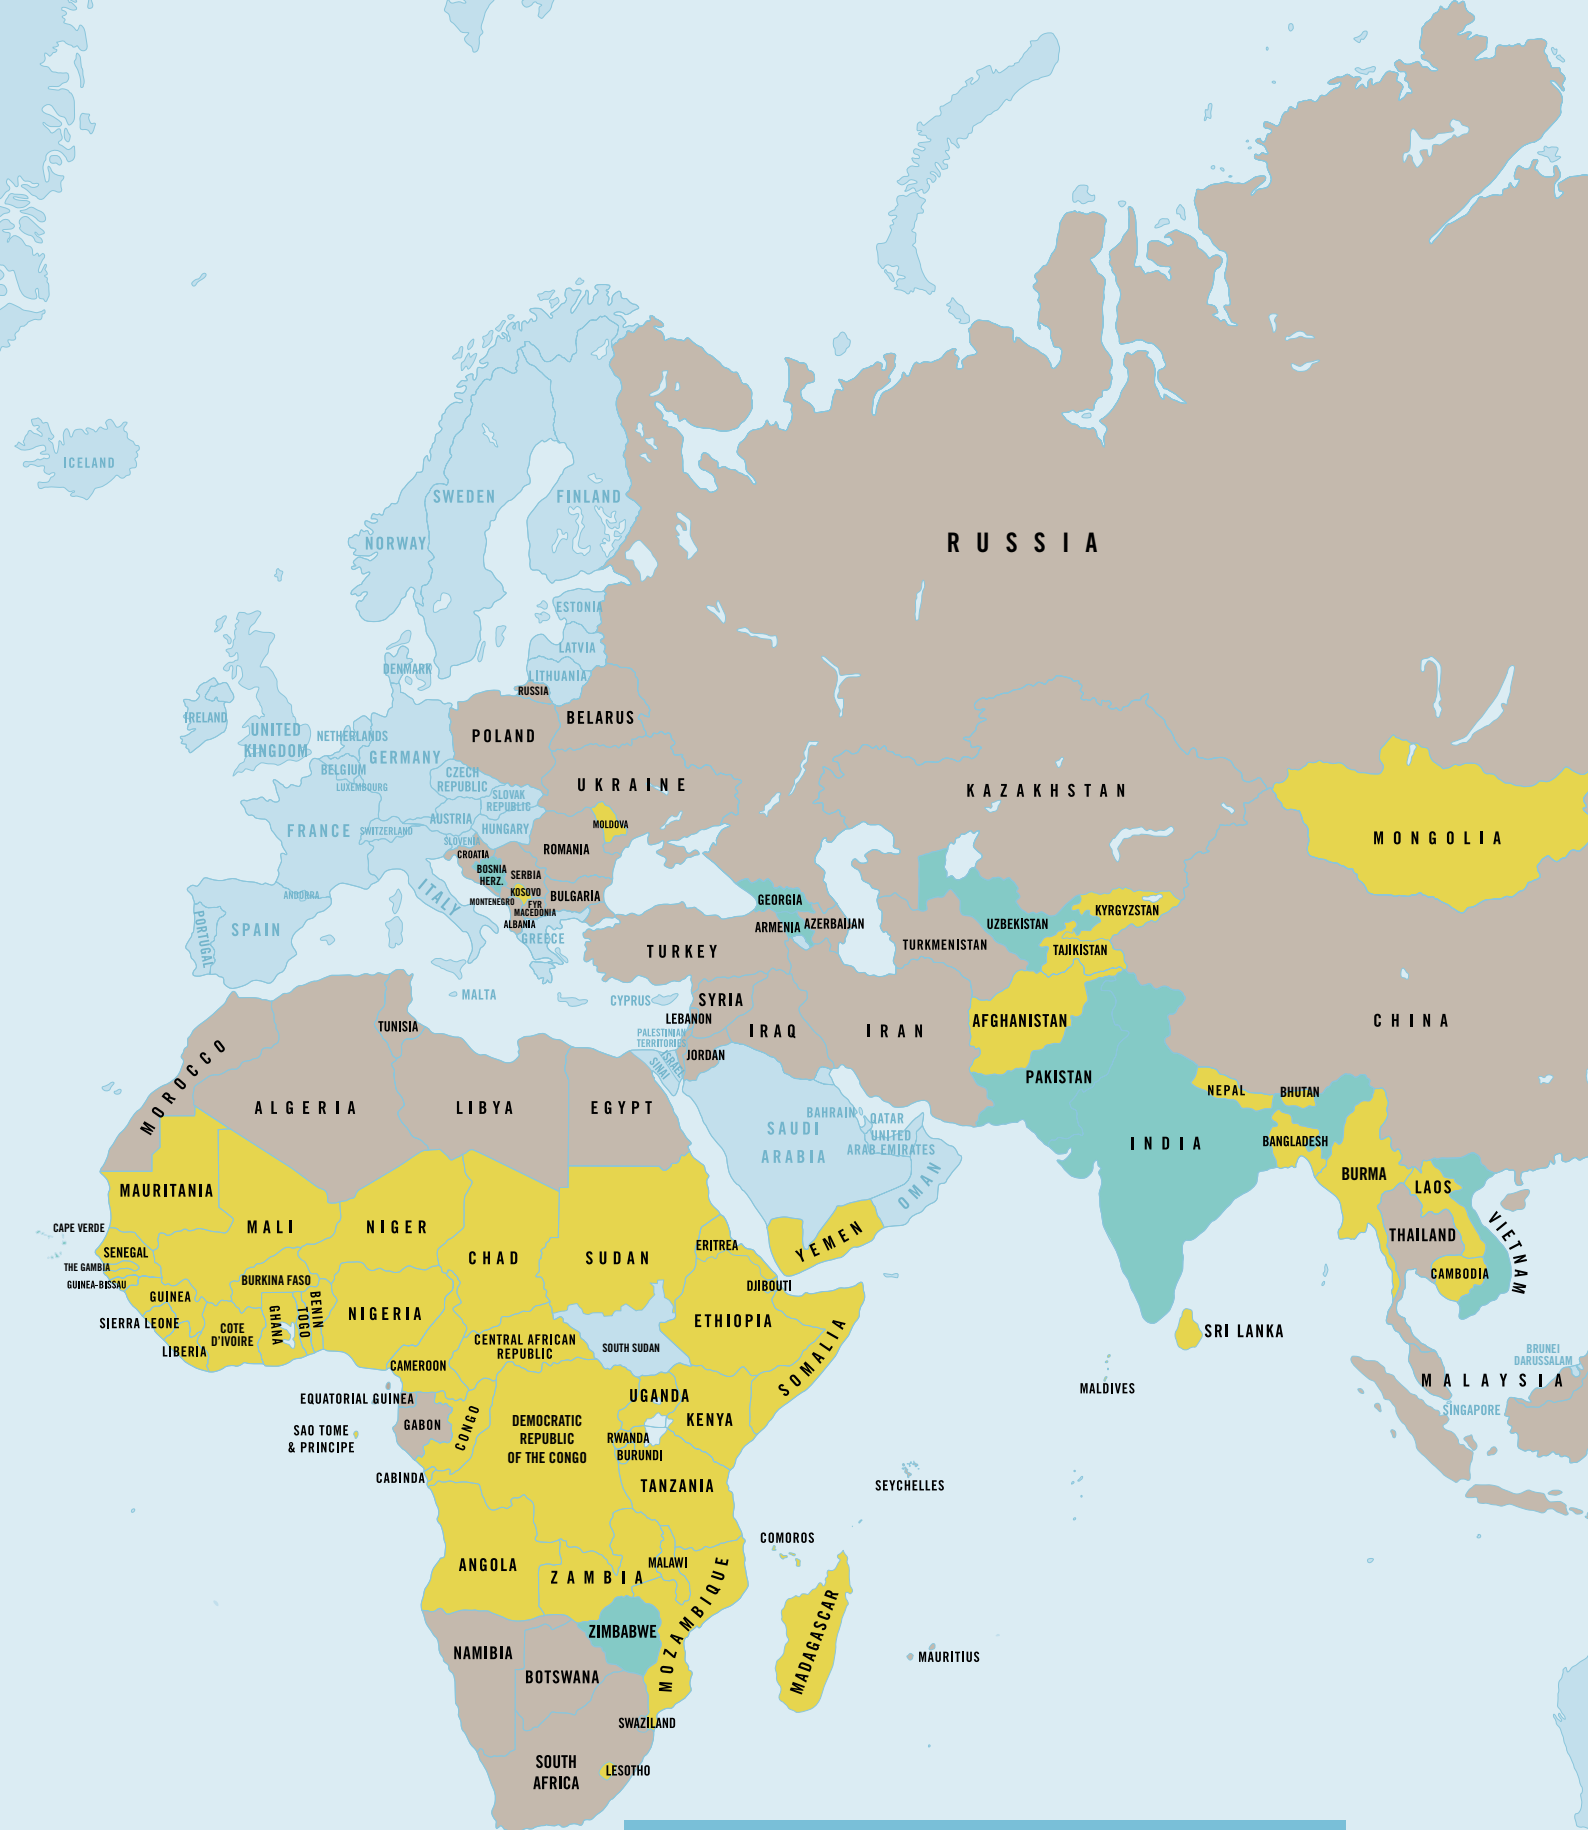 ICELAND
SWEDEN
FINLAND
NORWAY
RUSSIA
ESTONIA
LATVIA
DENMARK
LITHUANIA
RUSSIA
IRELAND
UNITED
KINGDOM
NETHERLANDS
BELARUS
POLAND
GERMANY
BELGIUM
LUXEMBOURG
CZECH
REPUBLIC
UKRAINE
KAZAKHSTAN
SLOVAK
REPUBLIC
AUSTRIA
MOLDOVA
MONGOLIA
FRANCE
SWITZERLAND
HUNGARY
SLOVENIA
CROATIA
ROMANIA
BOSNIA
HERZ.
SERBIA
ANDORRA
ITALY
KOSOVO
BULGARIA
MONTENEGRO
FYR
MACEDONIA
ALBANIA
GREECE
GEORGIA
ARMENIA
AZERBAIJAN
UZBEKISTAN
KYRGYZSTAN
PORTUGAL
SPAIN
TURKEY
TURKMENISTAN
TAJIKISTAN
MALTA
CYPRUS
SYRIA
LEBANON
TUNISIA
PALESTINIAN
TERRITORIES
ISRAEL
SINAI
JORDAN
IRAQ
IRAN
AFGHANISTAN
CHINA
MOROCCO
ALGERIA
LIBYA
EGYPT
PAKISTAN
NEPAL
BHUTAN
BAHRAIN
QATAR
SAUDI
ARABIA
UNITED
ARAB EMIRATES
OMAN
INDIA
BANGLADESH
BURMA
LAOS
MAURITANIA
MALI
NIGER
CHAD
SUDAN
ERITREA
YEMEN
THAILAND
VIETNAM
CAPE VERDE
SENEGAL
THE GAMBIA
GUINEA-BISSAU
GUINEA
BURKINA FASO
BENIN
TOGO
GHANA
NIGERIA
DJIBOUTI
CAMBODIA
SIERRA LEONE
COTE
D'IVOIRE
LIBERIA
ETHIOPIA
SRI LANKA
CENTRAL AFRICAN
REPUBLIC
SOUTH SUDAN
SOMALIA
CAMEROON
BRUNEI
DARUSSALAM
MALDIVES
MALAYSIA
SINGAPORE
EQUATORIAL GUINEA
GABON
CONGO
UGANDA
KENYA
SAO TOME
& PRINCIPE
DEMOCRATIC
REPUBLIC
OF THE CONGO
RWANDA
BURUNDI
CABINDA
TANZANIA
SEYCHELLES
COMOROS
ANGOLA
ZAMBIA
MALAWI
MOZAMBIQUE
MADAGASCAR
ZIMBABWE
NAMIBIA
BOTSWANA
MAURITIUS
SWAZILAND
SOUTH
AFRICA
LESOTHO